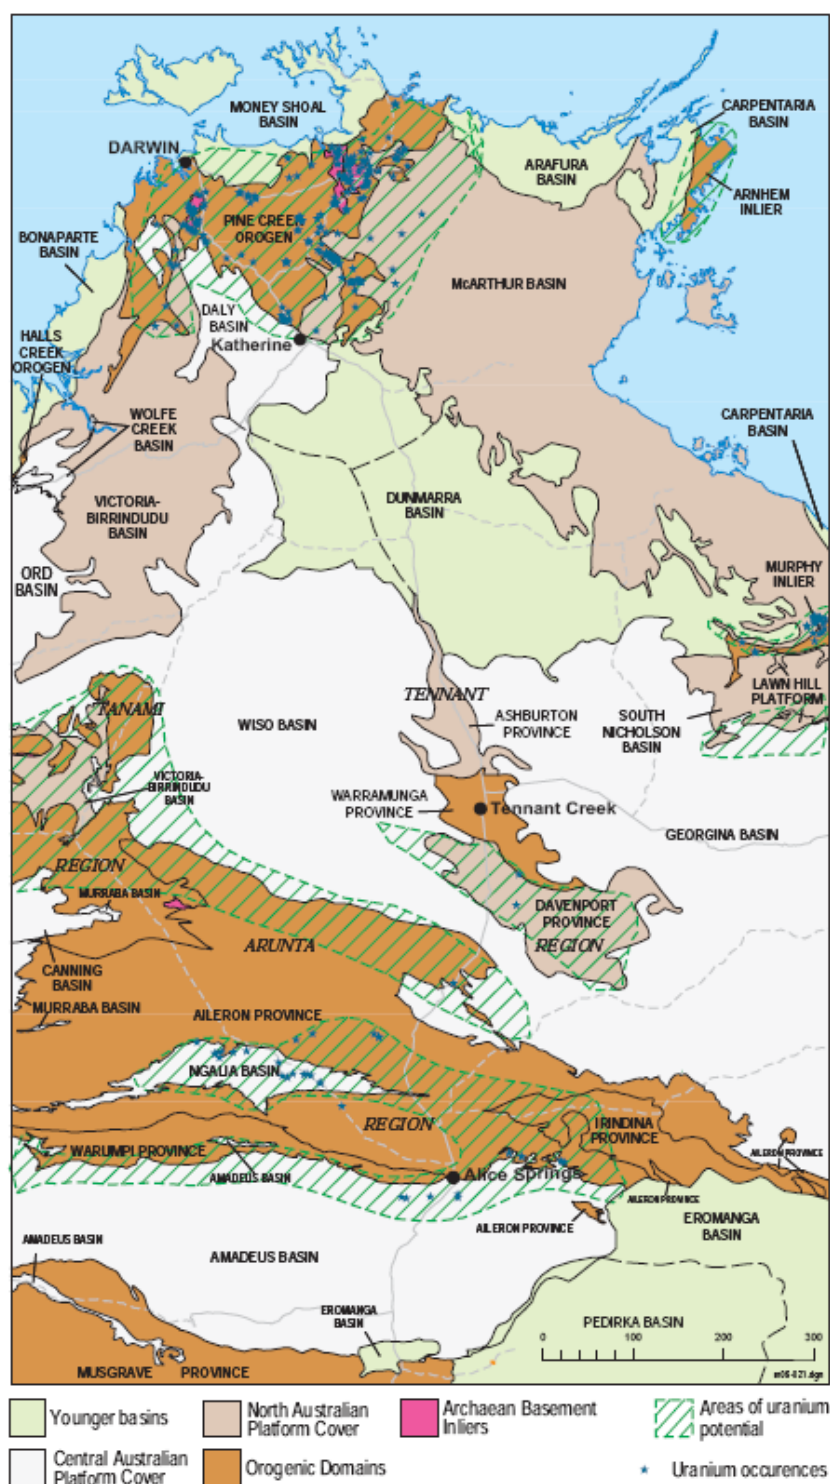 MONEY SHOAL
BASIN
CARPENTARIA
BASIN
DARWIN
ARAFURA
BASIN
ARNHEM
INLIER
PINE CREEK
OROGEN
BONAPARTE
BASIN
McARTHUR BASIN
DALY
BASIN
Katherine
HALLS
CREEK
OROGEN
WOLFE
CREEK
BASIN
CARPENTARIA
BASIN
VICTORIA-
BIRRINDUDU
BASIN
DUNMARRA
BASIN
ORD
BASIN
MURPHY
INLIER
TANAMI
TENNANT
LAWN HILL
PLATFORM
WISO BASIN
ASHBURTON
PROVINCE
SOUTH
NICHOLSON
BASIN
VICTORIA-
BIRRINDUDU
BASIN
WARRAMUNGA
PROVINCE
Tennant Creek
GEORGINA BASIN
REGION
MURRABA BASIN
DAVENPORT
PROVINCE
REGION
ARUNTA
CANNING
BASIN
MURRABA BASIN
AILERON PROVINCE
NGALIA BASIN
REGION
IRINDINA
PROVINCE
WARUMPI PROVINCE
AILERON PROVINCE
AMADEUS BASIN
Alice Springs
AILERON PROVINCE
AILERON PROVINCE
EROMANGA
BASIN
AMADEUS BASIN
AMADEUS BASIN
EROMANGA
BASIN
PEDIRKA BASIN
0 100 200 300
MUSGRAVE PROVINCE
m06-021.dgn
Younger basins
North Australian
Platform Cover
Archaean Basement
Inliers
Areas of uranium
potential
Central Australian
Platform Cover
Orogenic Domains
Uranium occurences